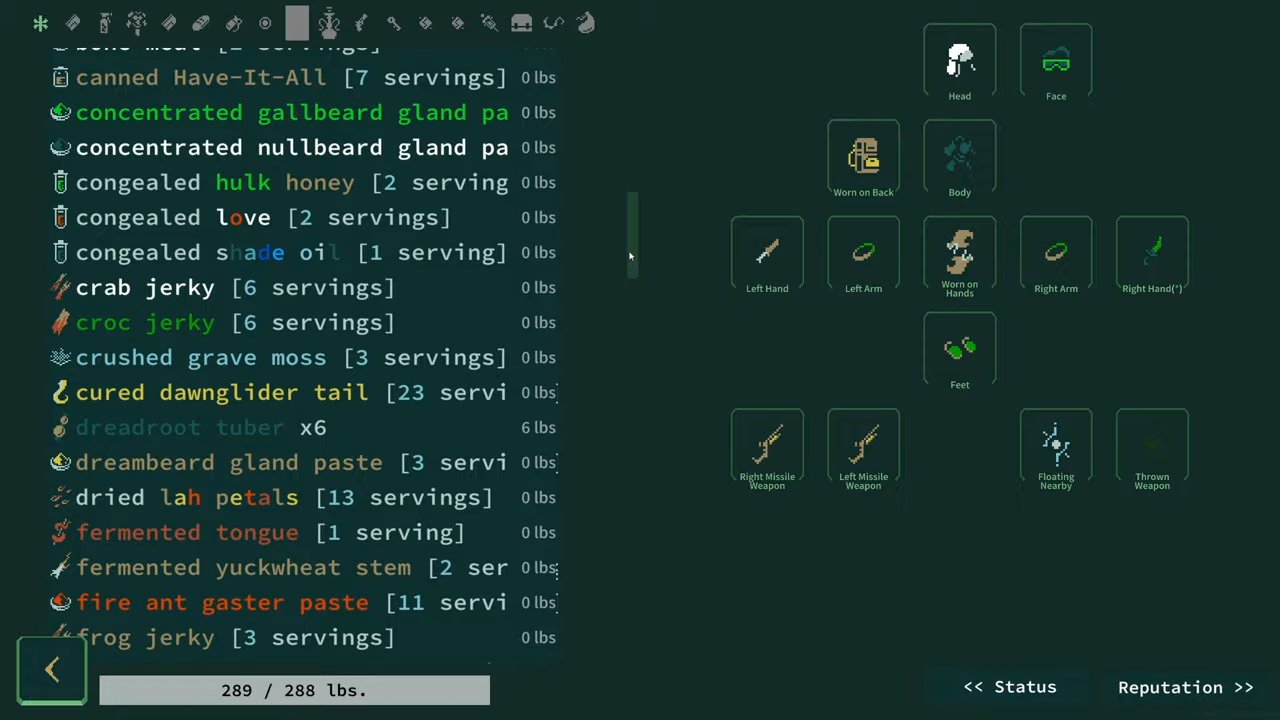 canned Have-It-All [7 servings] 0 lbs
concentrated gallbeard gland pa 0 lbs
concentrated nullbeard gland pa 0 lbs
congealed hulk honey [2 serving 0 lbs
congealed love [2 servings] 0 lbs
congealed shade oil [1 serving] 0 lbs
crab jerky [6 servings] 0 lbs
croc jerky [6 servings] 0 lbs
crushed grave moss [3 servings] 0 lbs
cured dawnglider tail [23 servi 0 lbs
dreadroot tuber x6 6 lbs
dreambeard gland paste [3 servi 0 lbs
dried lah petals [13 servings] 0 lbs
fermented tongue [1 serving] 0 lbs
fermented yuckwheat stem [2 ser 0 lbs
fire ant gaster paste [11 servi 0 lbs
frog jerky [3 servings] 0 lbs
289 / 288 lbs.
Head Face
Worn on Back Body
Left Hand Left Arm Worn on Hands Right Arm Right Hand(*)
Feet
Right Missile Weapon Left Missile Weapon Floating Nearby Thrown Weapon
<< Status Reputation >>